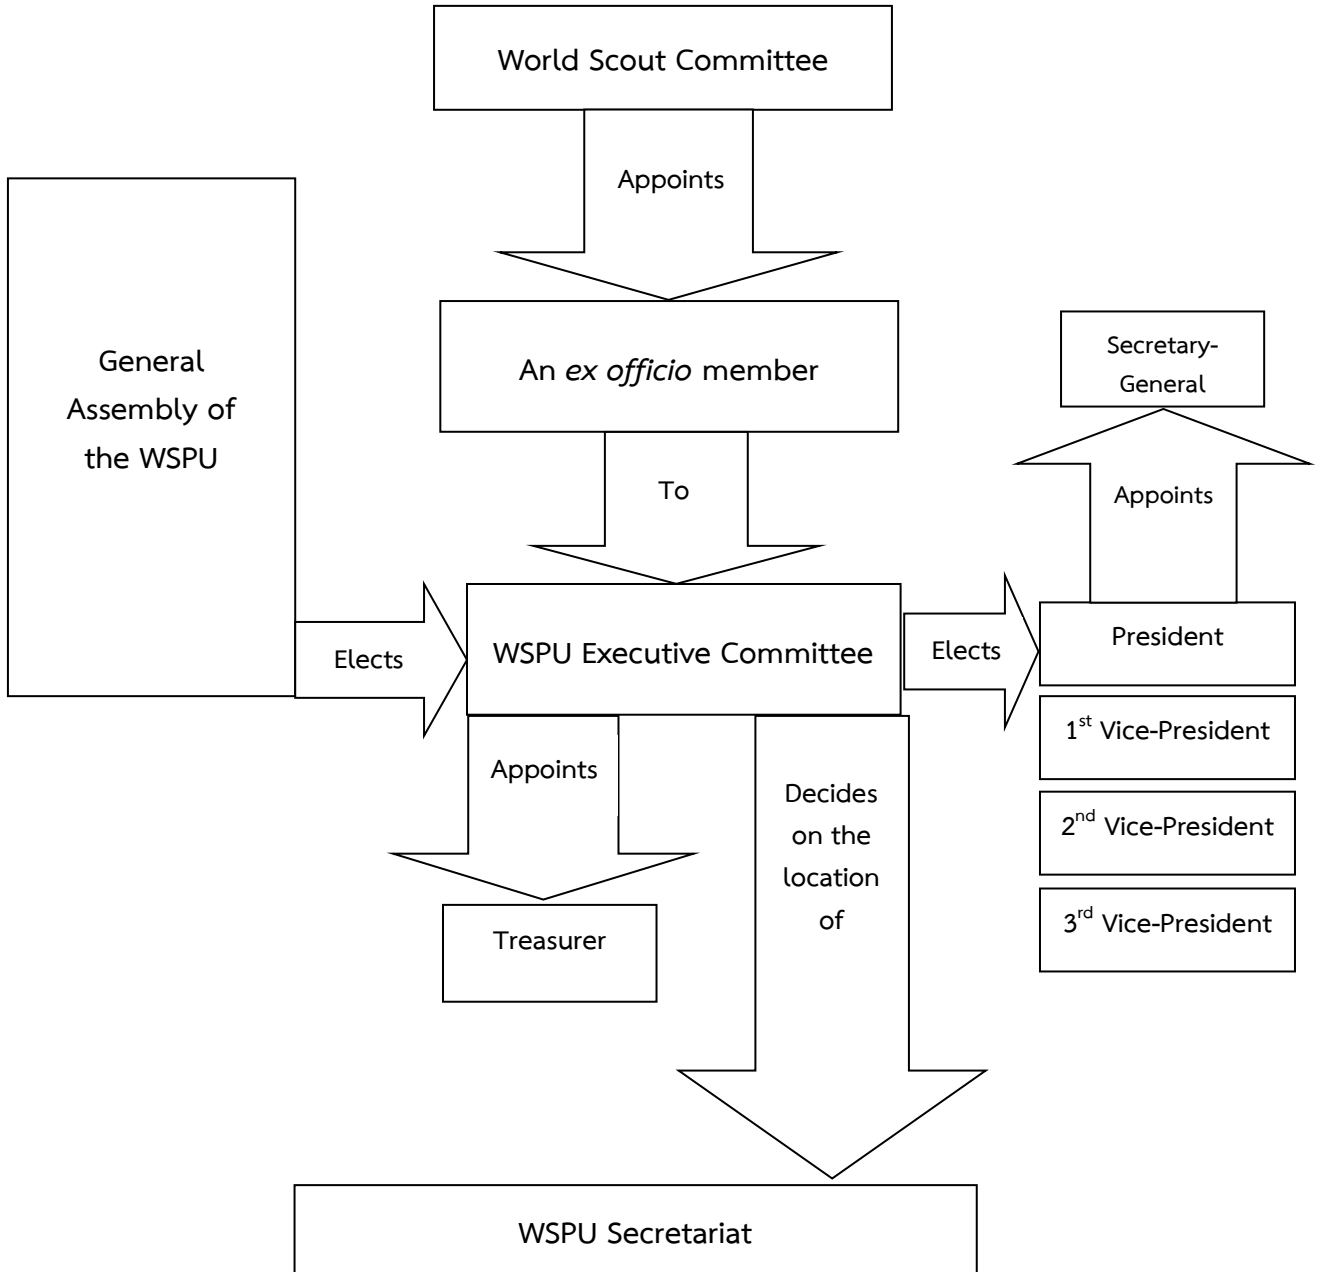 World Scout Committee
Appoints
General
Assembly of
the WSPU
An ex officio member
Secretary-
General
To
Appoints
Elects
WSPU Executive Committee
Elects
President
1st Vice-President
Appoints
Decides
on the
location
of
2nd Vice-President
3rd Vice-President
Treasurer
WSPU Secretariat